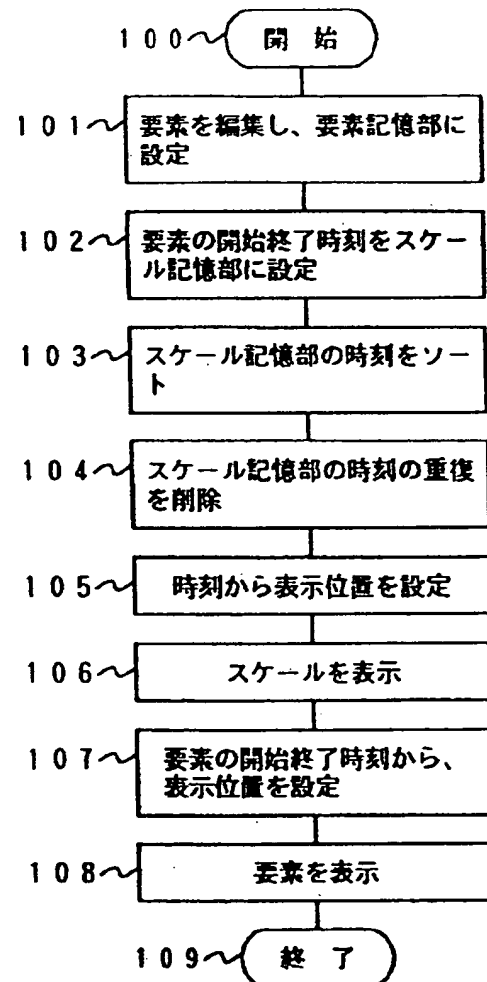 100 開 始
101 要素を編集し、要素記憶部に
設定
102 要素の開始終了時刻をスケー
ル記憶部に設定
103 スケール記憶部の時刻をソー
ト
104 スケール記憶部の時刻の重復
を削除
105 時刻から表示位置を設定
106 スケールを表示
107 要素の開始終了時刻から、
表示位置を設定
108 要素を表示
109 終 了